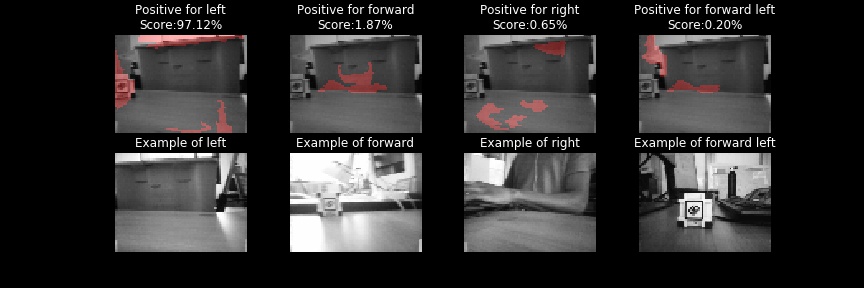 Positive for left
Score:97.12%
Positive for forward
Score:1.87%
Positive for right
Score:0.65%
Positive for forward left
Score:0.20%
Example of left
Example of forward
Example of right
Example of forward left